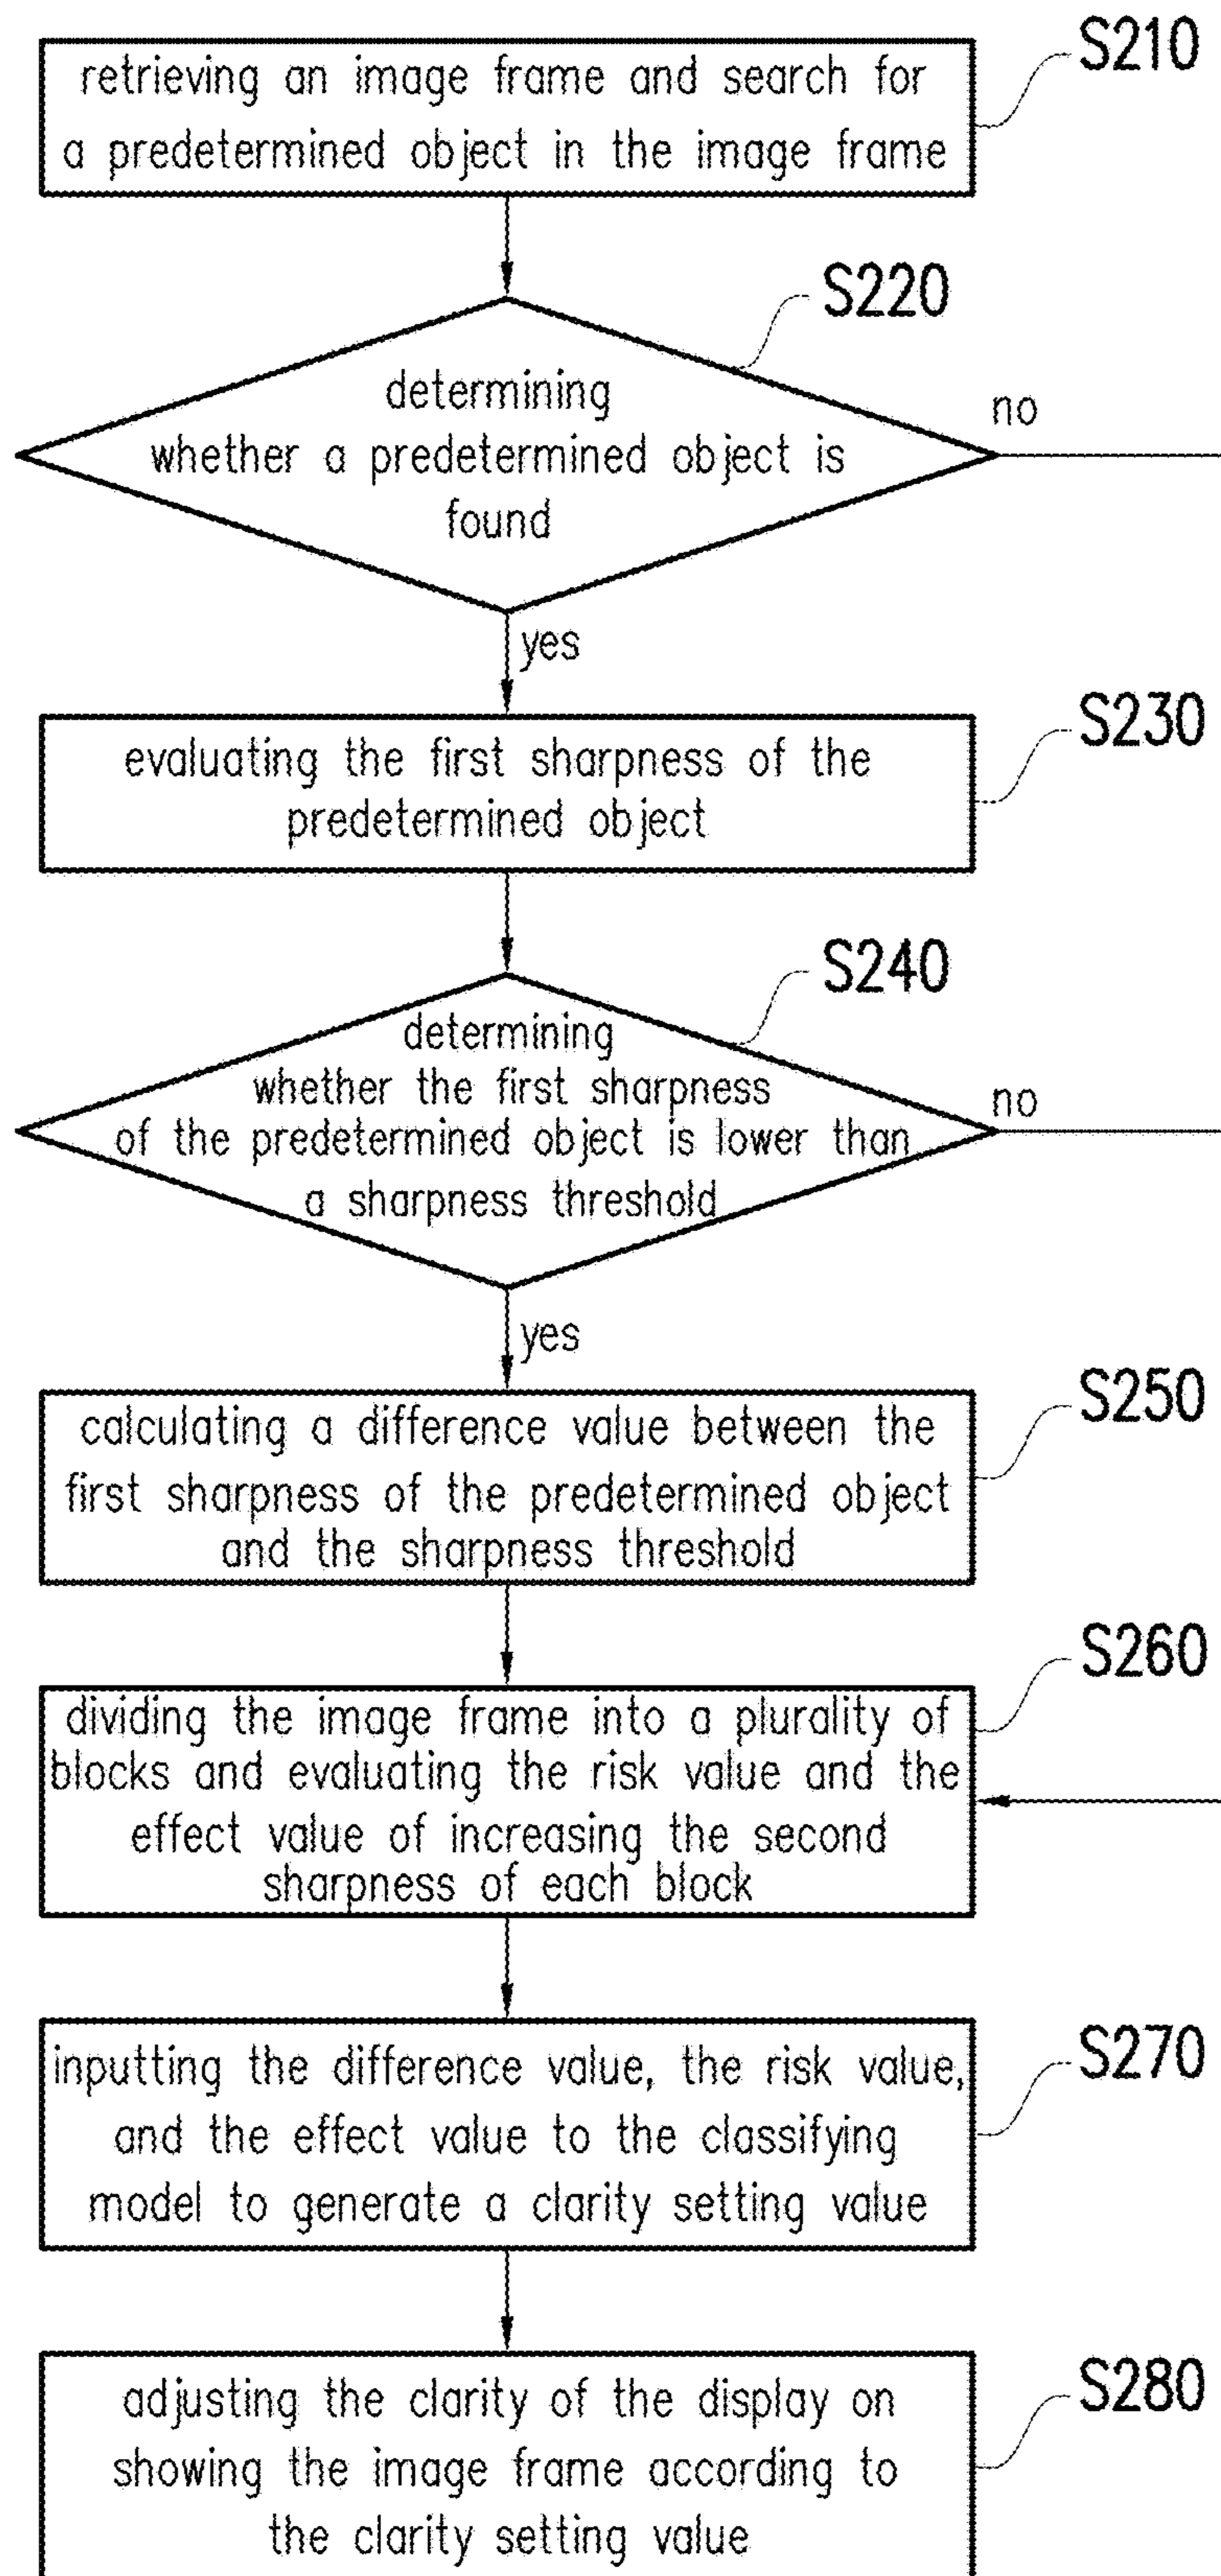 S210
retrieving an image frame and search for
a predetermined object in the image frame
S220
determining
whether a predetermined object is
found
no
yes
S230
evaluating the first sharpness of the
predetermined object
S240
determining
whether the first sharpness
of the predetermined object is lower than
a sharpness threshold
no
yes
S250
calculating a difference value between the
first sharpness of the predetermined object
and the sharpness threshold
S260
dividing the image frame into a plurality of
blocks and evaluating the risk value and the
effect value of increasing the second
sharpness of each block
S270
inputting the difference value, the risk value,
and the effect value to the classifying
model to generate a clarity setting value
S280
adjusting the clarity of the display on
showing the image frame according to
the clarity setting value